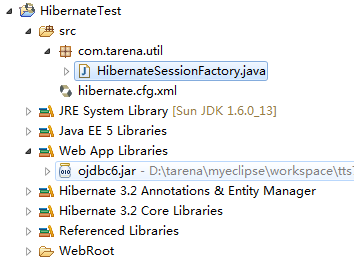 HibernateTest
src
com.tarena.util
HibernateSessionFactory.java
hibernate.cfg.xml
JRE System Library [Sun JDK 1.6.0_13]
Java EE 5 Libraries
Web App Libraries
ojdbc6.jar - D:\tarena\myeclipse\workspace\tts7
Hibernate 3.2 Annotations & Entity Manager
Hibernate 3.2 Core Libraries
Referenced Libraries
WebRoot